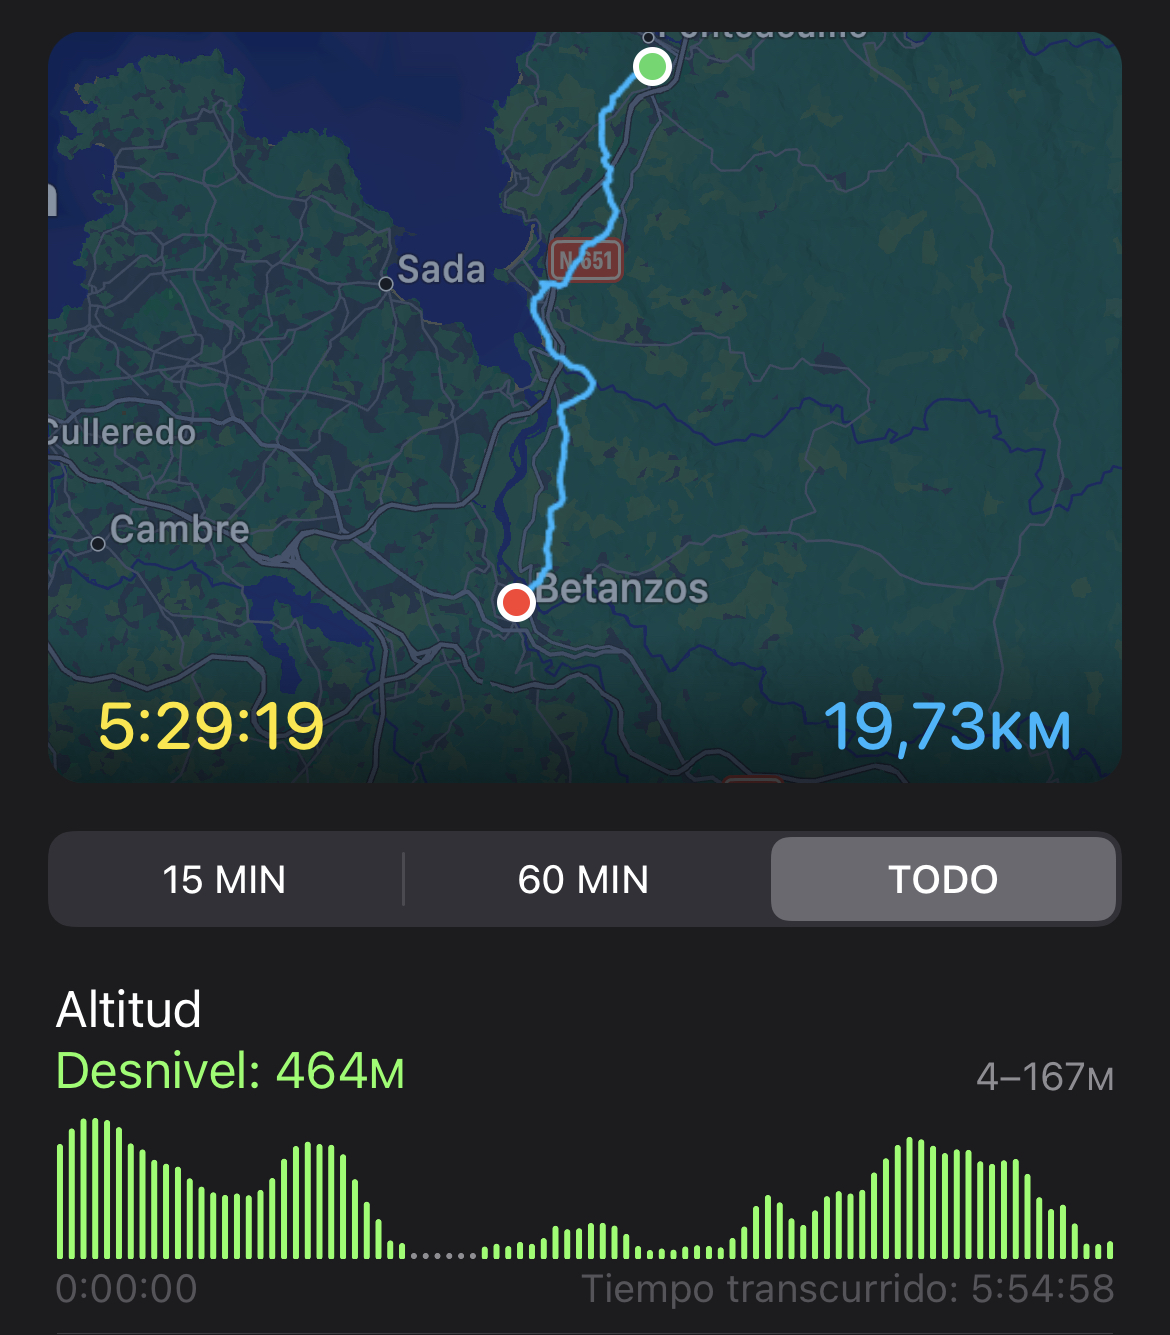 Sada
N-651
Culleredo
Cambre
Betanzos
5:29:19
19,73KM
15 MIN
60 MIN
TODO
Altitud
Desnivel: 464M
4–167M
0:00:00
Tiempo transcurrido: 5:54:58